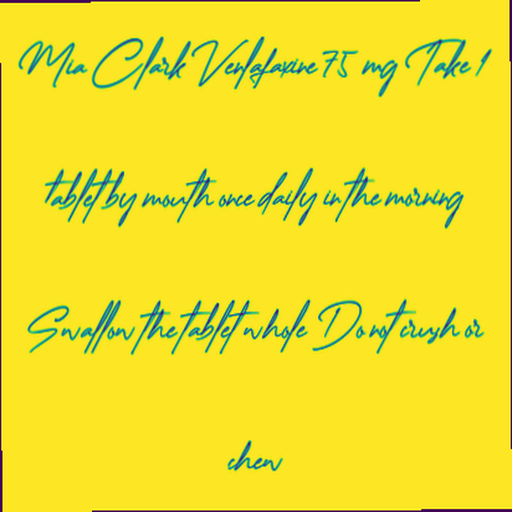 Mia Clark Venlafaxine 75 mg Take 1
tablet by mouth once daily in the morning
Swallow the tablet whole Do not crush or
chew